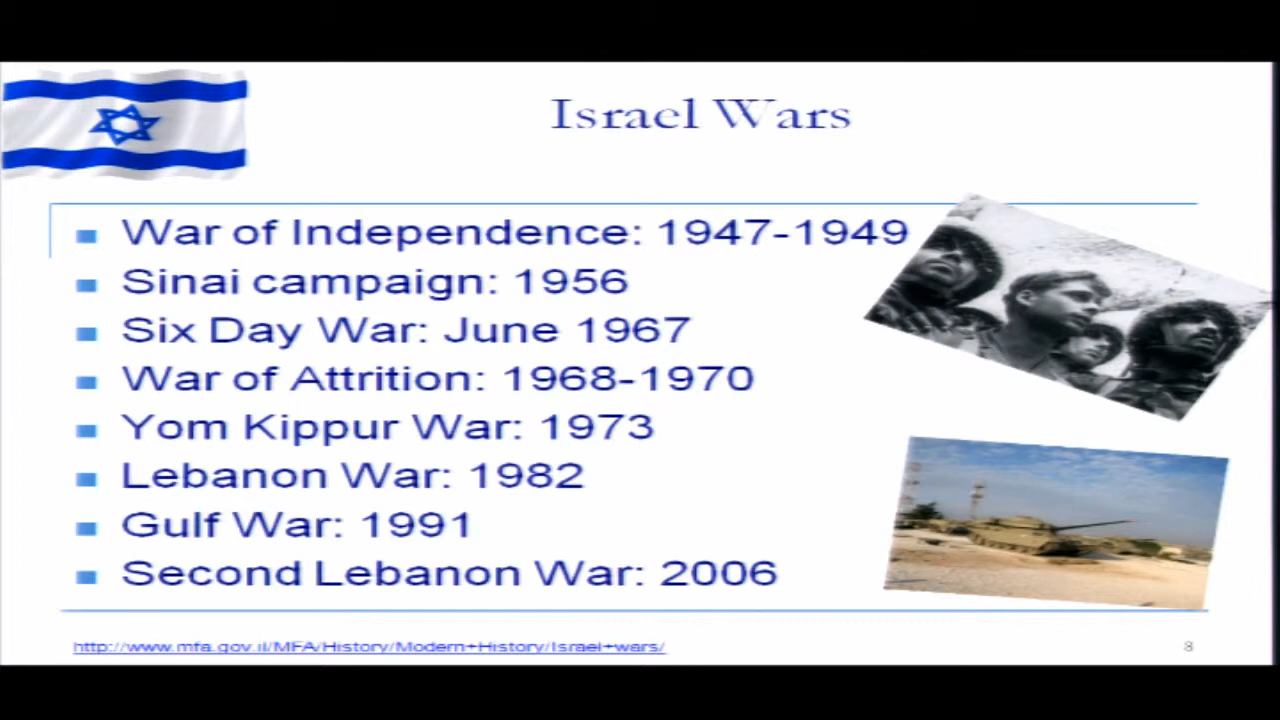 Israel Wars
War of Independence: 1947-1949
Sinai campaign: 1956
Six Day War: June 1967
War of Attrition: 1968-1970
Yom Kippur War: 1973
Lebanon War: 1982
Gulf War: 1991
Second Lebanon War: 2006
http://www.mfa.gov.il/MFA/History/Modern+History/Israel+wars/
8